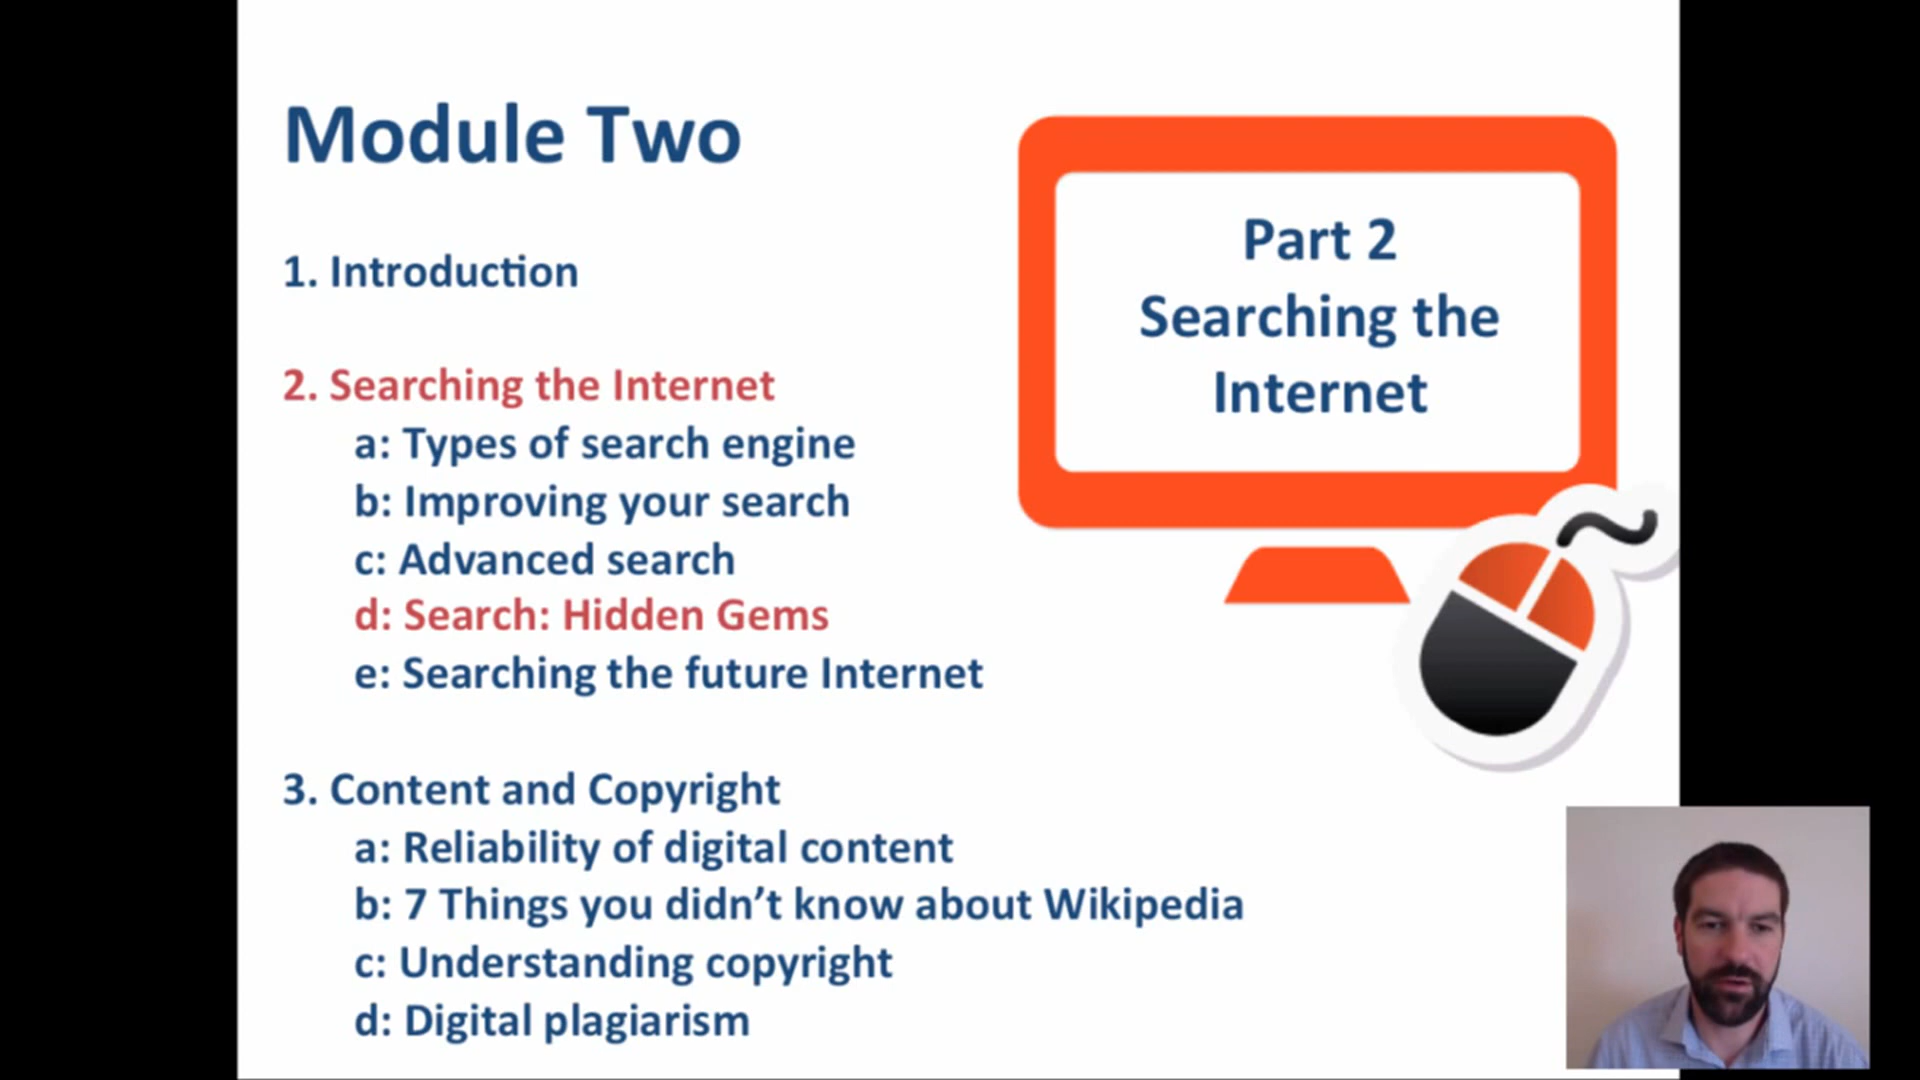 Module Two
Part 2
Searching the
Internet
1. Introduction
2. Searching the Internet
a: Types of search engine
b: Improving your search
c: Advanced search
d: Search: Hidden Gems
e: Searching the future Internet
3. Content and Copyright
a: Reliability of digital content
b: 7 Things you didn’t know about Wikipedia
c: Understanding copyright
d: Digital plagiarism